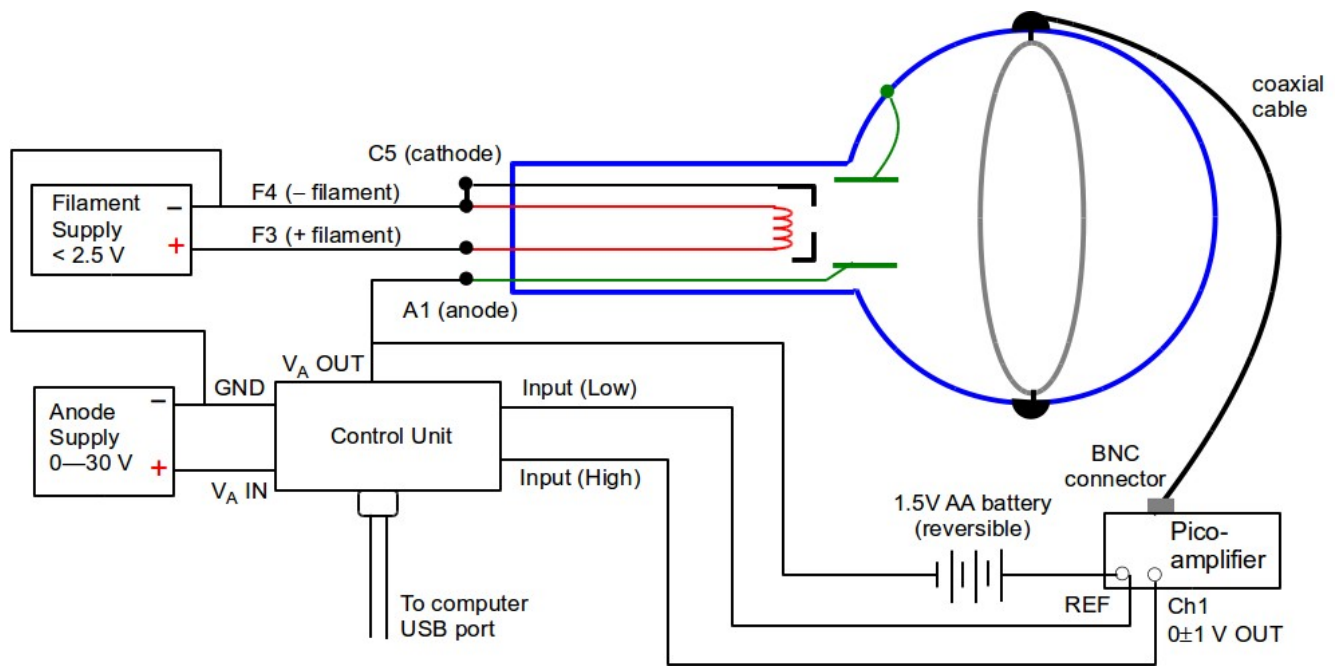 coaxial
cable
C5 (cathode)
Filament
Supply
< 2.5 V
−
+
F4 (− filament)
F3 (+ filament)
A1 (anode)
V_A OUT
GND
Input (Low)
Anode
Supply
0—30 V
−
+
Control Unit
Input (High)
V_A IN
BNC
connector
1.5V AA battery
(reversible)
Pico-
amplifier
REF
Ch1
0±1 V OUT
To computer
USB port